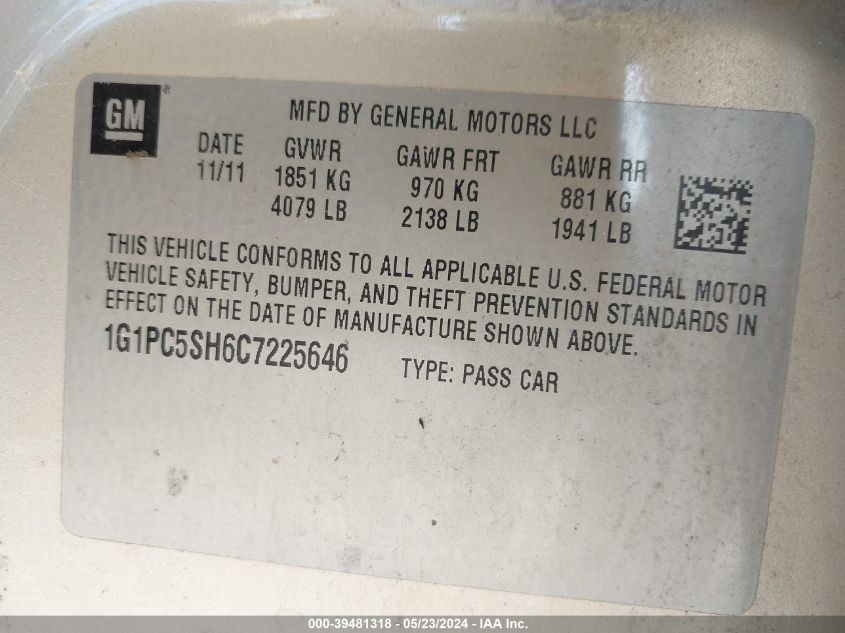 GM ®
MFD BY GENERAL MOTORS LLC
DATE GVWR GAWR FRT GAWR RR
11/11 1851 KG 970 KG 881 KG
4079 LB 2138 LB 1941 LB
THIS VEHICLE CONFORMS TO ALL APPLICABLE U.S. FEDERAL MOTOR
VEHICLE SAFETY, BUMPER, AND THEFT PREVENTION STANDARDS IN
EFFECT ON THE DATE OF MANUFACTURE SHOWN ABOVE.
1G1PC5SH6C7225646 TYPE: PASS CAR
000-39481318 - 05/23/2024 - IAA Inc.